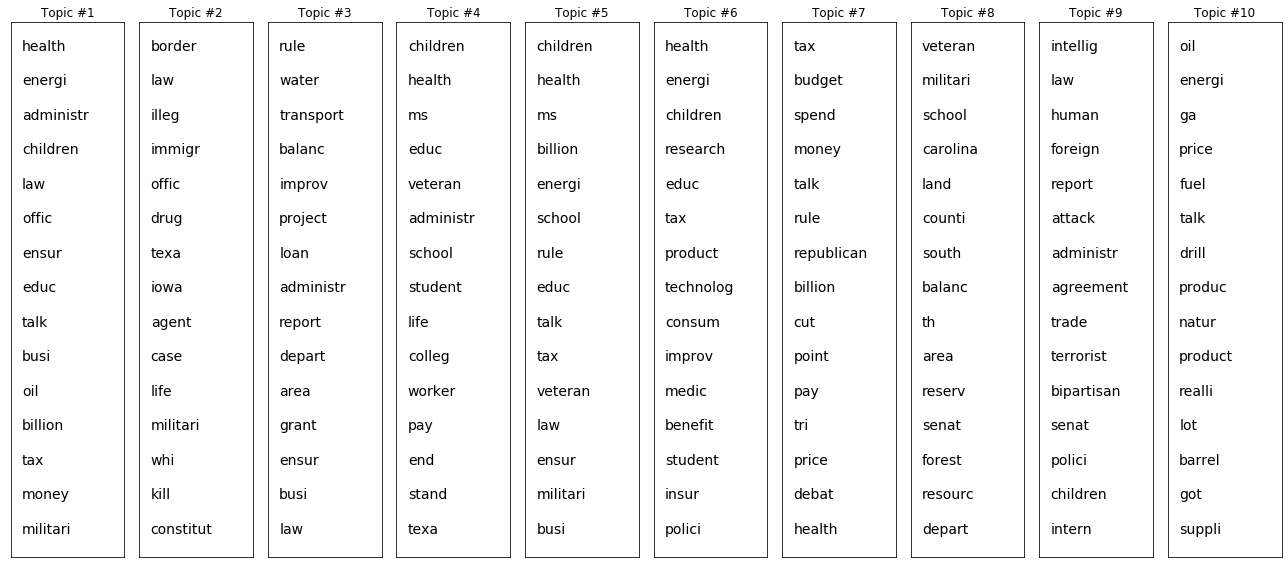 Topic #1
health
energi
administr
children
law
offic
ensur
educ
talk
busi
oil
billion
tax
money
militari
Topic #2
border
law
illeg
immigr
offic
drug
texa
iowa
agent
case
life
militari
whi
kill
constitut
Topic #3
rule
water
transport
balanc
improv
project
loan
administr
report
depart
area
grant
ensur
busi
law
Topic #4
children
health
ms
educ
veteran
administr
school
student
life
colleg
worker
pay
end
stand
texa
Topic #5
children
health
ms
billion
energi
school
rule
educ
talk
tax
veteran
law
ensur
militari
busi
Topic #6
health
energi
children
research
educ
tax
product
technolog
consum
improv
medic
benefit
student
insur
polici
Topic #7
tax
budget
spend
money
talk
rule
republican
billion
cut
point
pay
tri
price
debat
health
Topic #8
veteran
militari
school
carolina
land
counti
south
balanc
th
area
reserv
senat
forest
resourc
depart
Topic #9
intellig
law
human
foreign
report
attack
administr
agreement
trade
terrorist
bipartisan
senat
polici
children
intern
Topic #10
oil
energi
ga
price
fuel
talk
drill
produc
natur
product
realli
lot
barrel
got
suppli